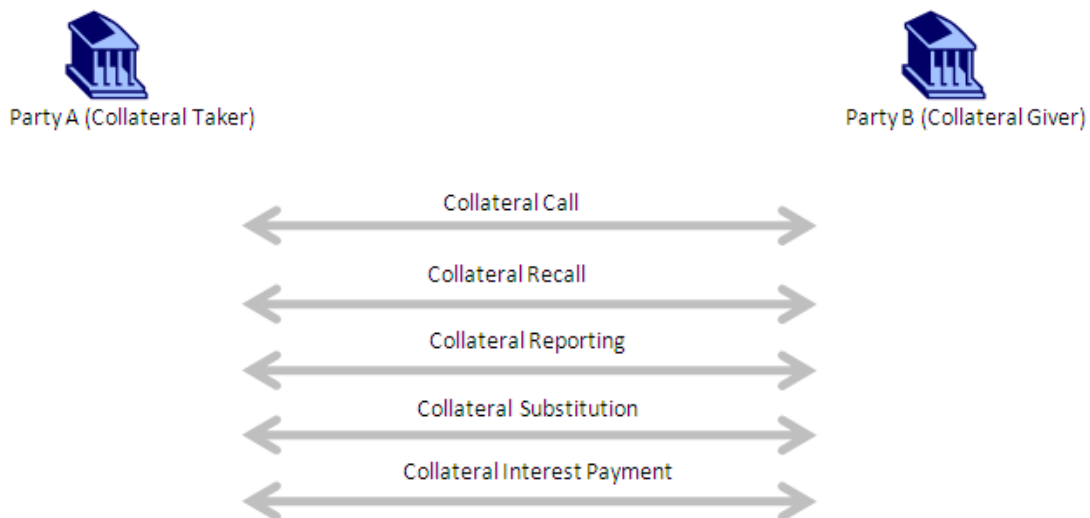 Party A (Collateral Taker)
Party B (Collateral Giver)
Collateral Call
Collateral Recall
Collateral Reporting
Collateral Substitution
Collateral Interest Payment